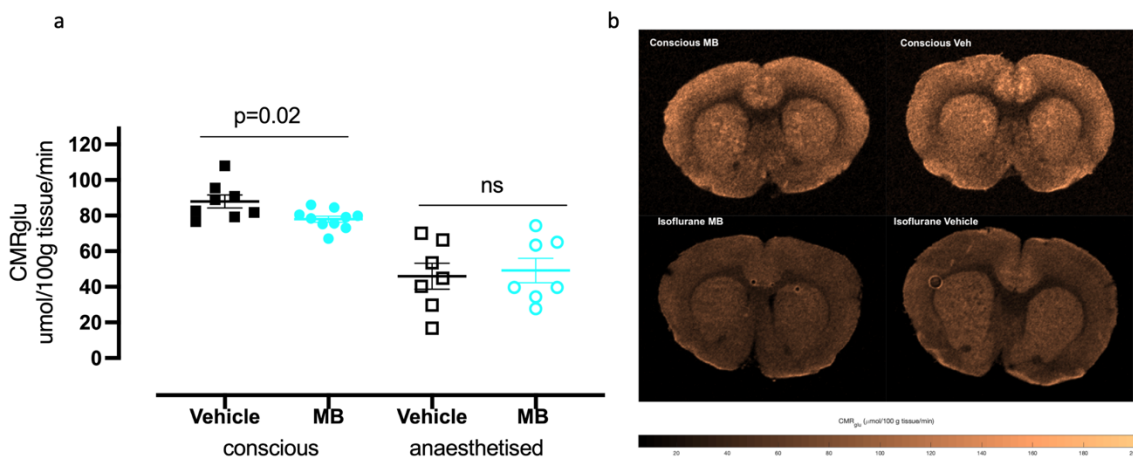 a
p=0.02
ns
CMRglu
umol/100g tissue/min
120
100
80
60
40
20
0
Vehicle
MB
Vehicle
MB
conscious
anaesthetised
b
Conscious MB
Conscious Veh
Isoflurane MB
Isoflurane Vehicle
CMRglu (μmol/100 g tissue/min)
20
40
60
80
100
120
140
160
180